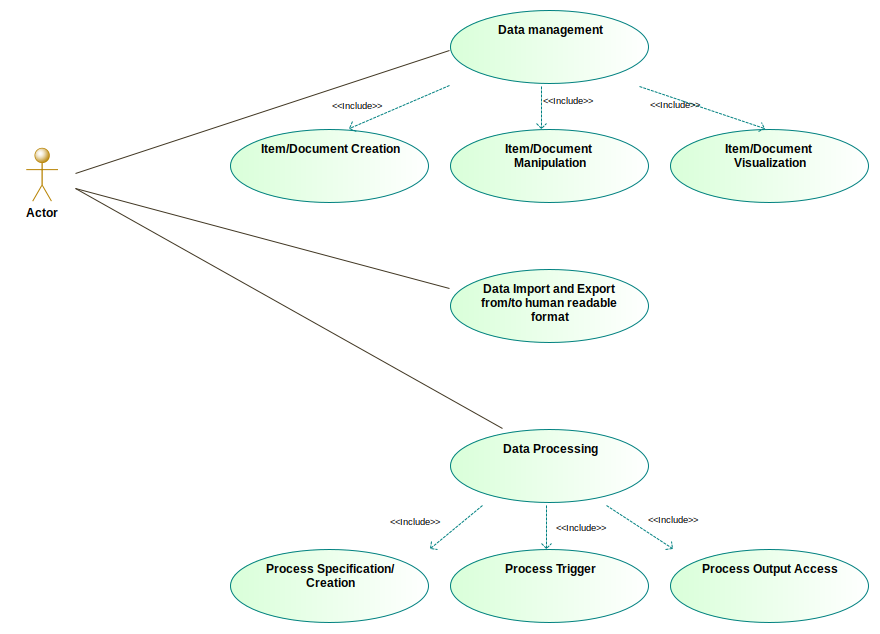 Data management
<<Include>>
<<Include>>
<<Include>>
Item/Document Creation
Item/Document
Manipulation
Item/Document
Visualization
Actor
Data Import and Export
from/to human readable
format
Data Processing
<<Include>>
<<Include>>
<<Include>>
Process Specification/
Creation
Process Trigger
Process Output Access